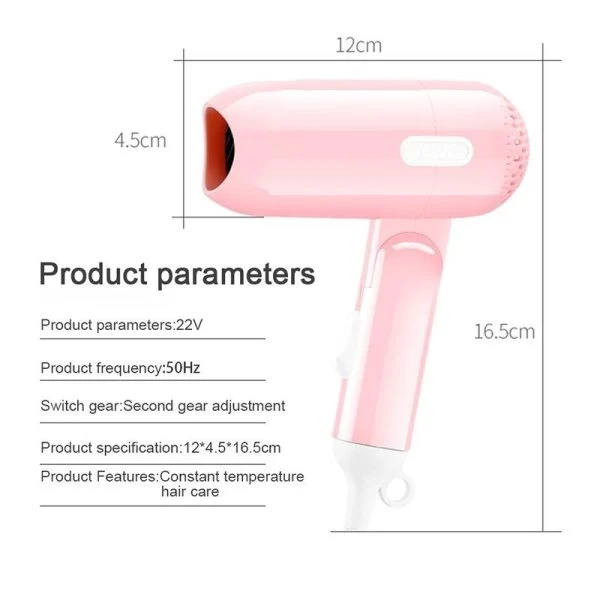 12cm
4.5cm
Product parameters
Product parameters:22V
16.5cm
Product frequency:50Hz
Switch gear:Second gear adjustment
Product specification:12*4.5*16.5cm
Product Features:Constant temperature
hair care